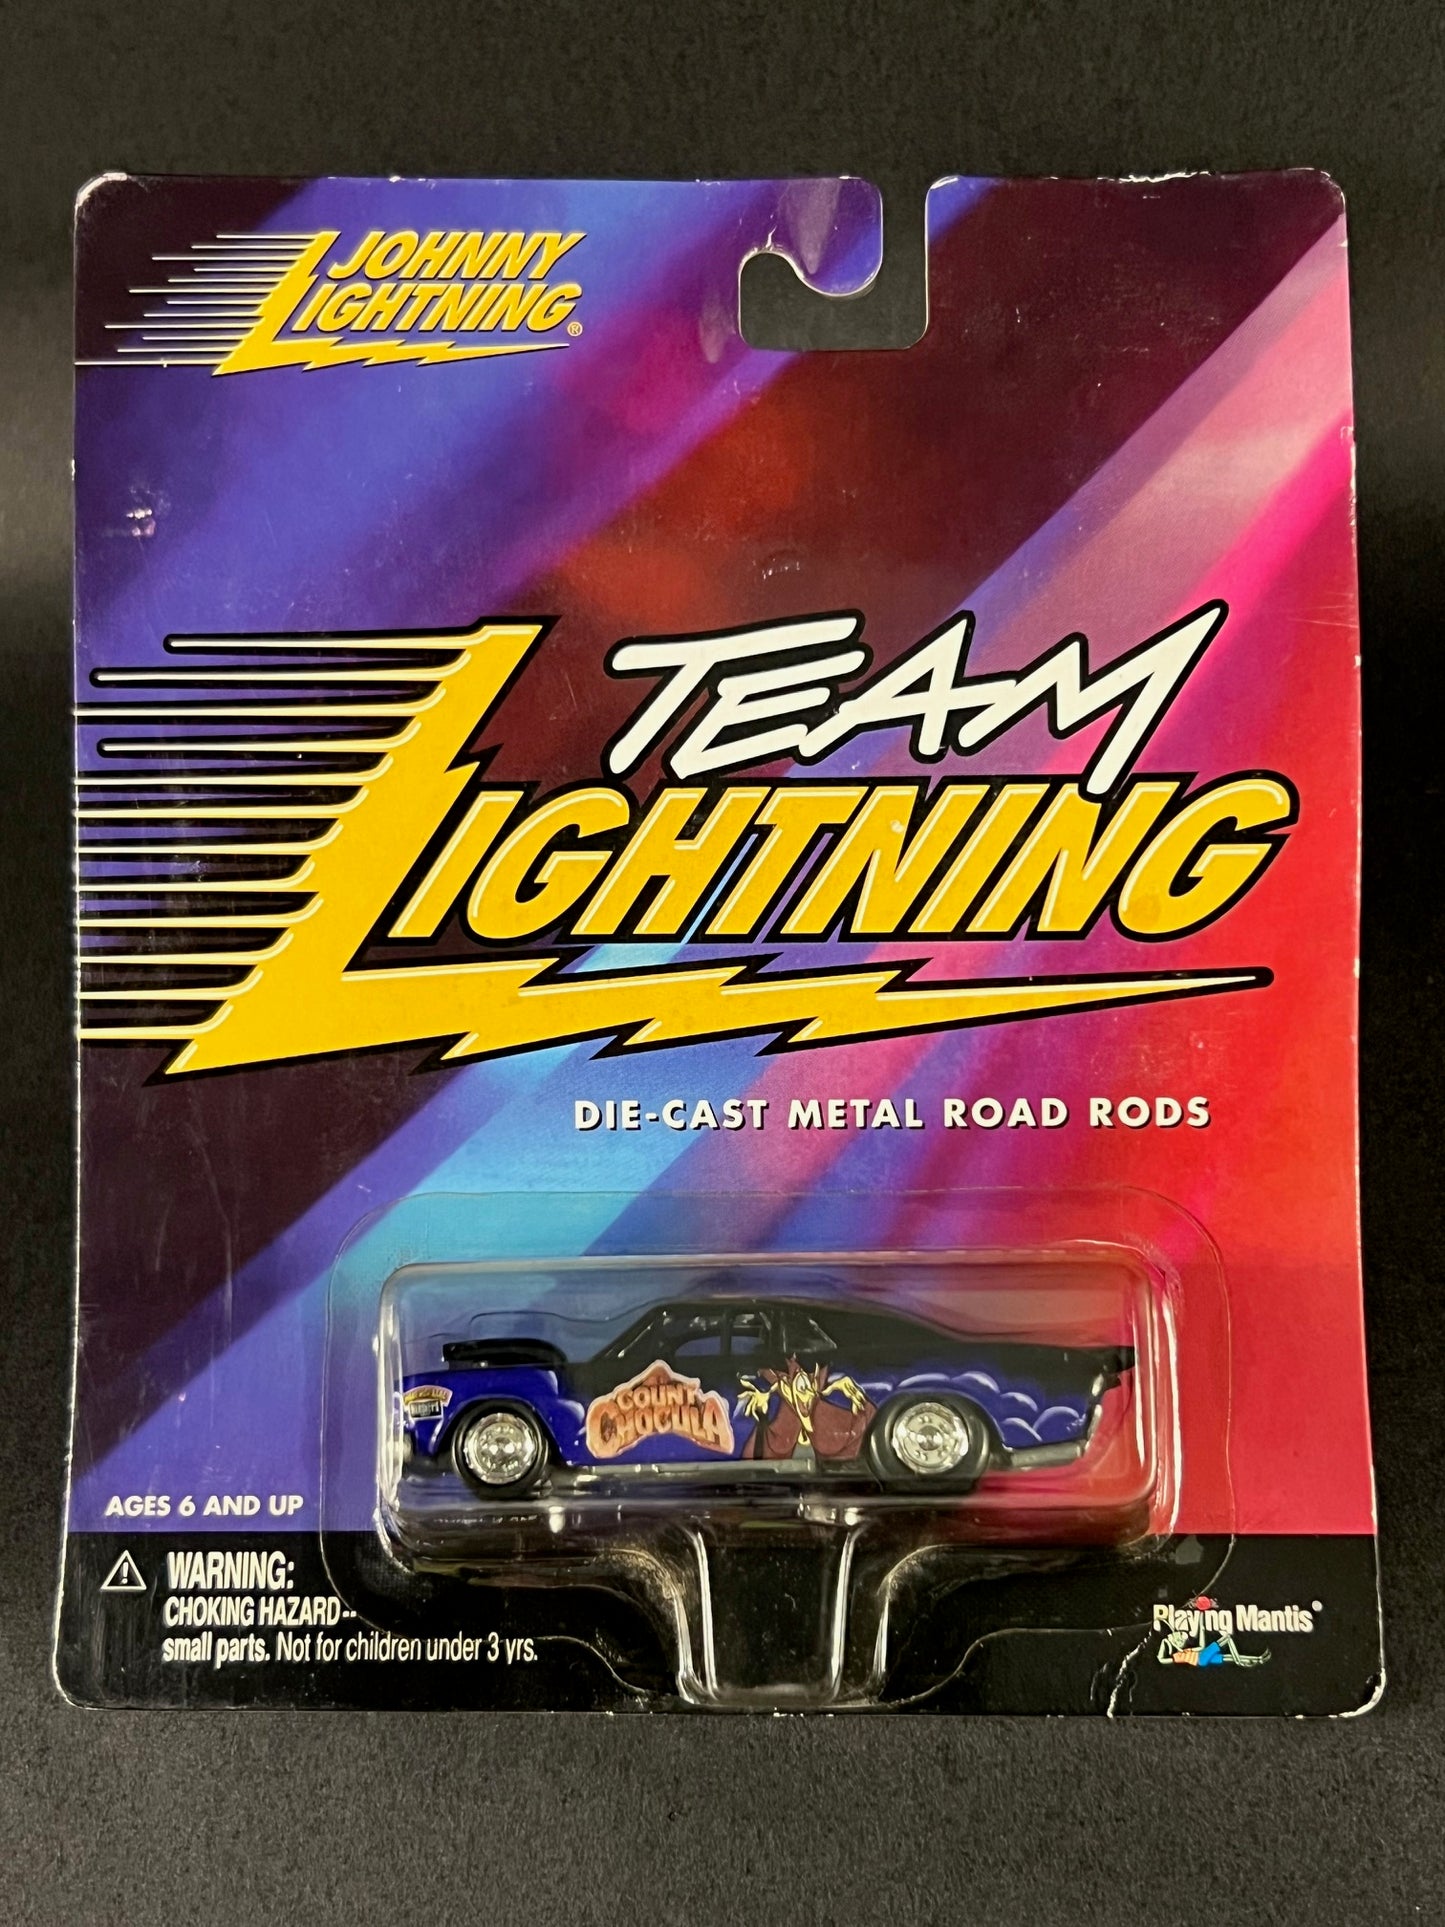 JOHNNY
LIGHTNING®
TEAM
LIGHTNING
DIE-CAST METAL ROAD RODS
COUNT
CHOCULA
AGES 6 AND UP
WARNING:
CHOKING HAZARD--
small parts. Not for children under 3 yrs.
Playing Mantis®